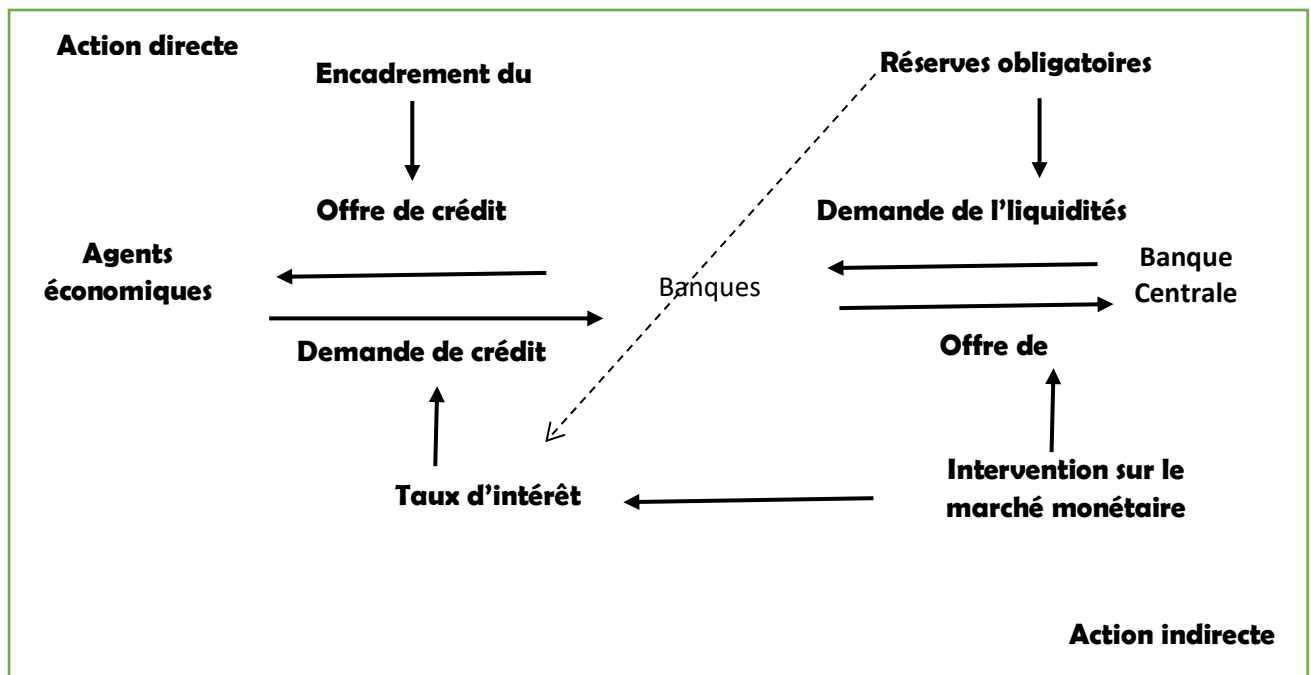 Action directe
Encadrement du
Réserves obligatoires
Offre de crédit
Demande de l’liquidités
Agents
économiques
Banques
Banque
Centrale
Demande de crédit
Offre de
Taux d’intérêt
Intervention sur le
marché monétaire
Action indirecte